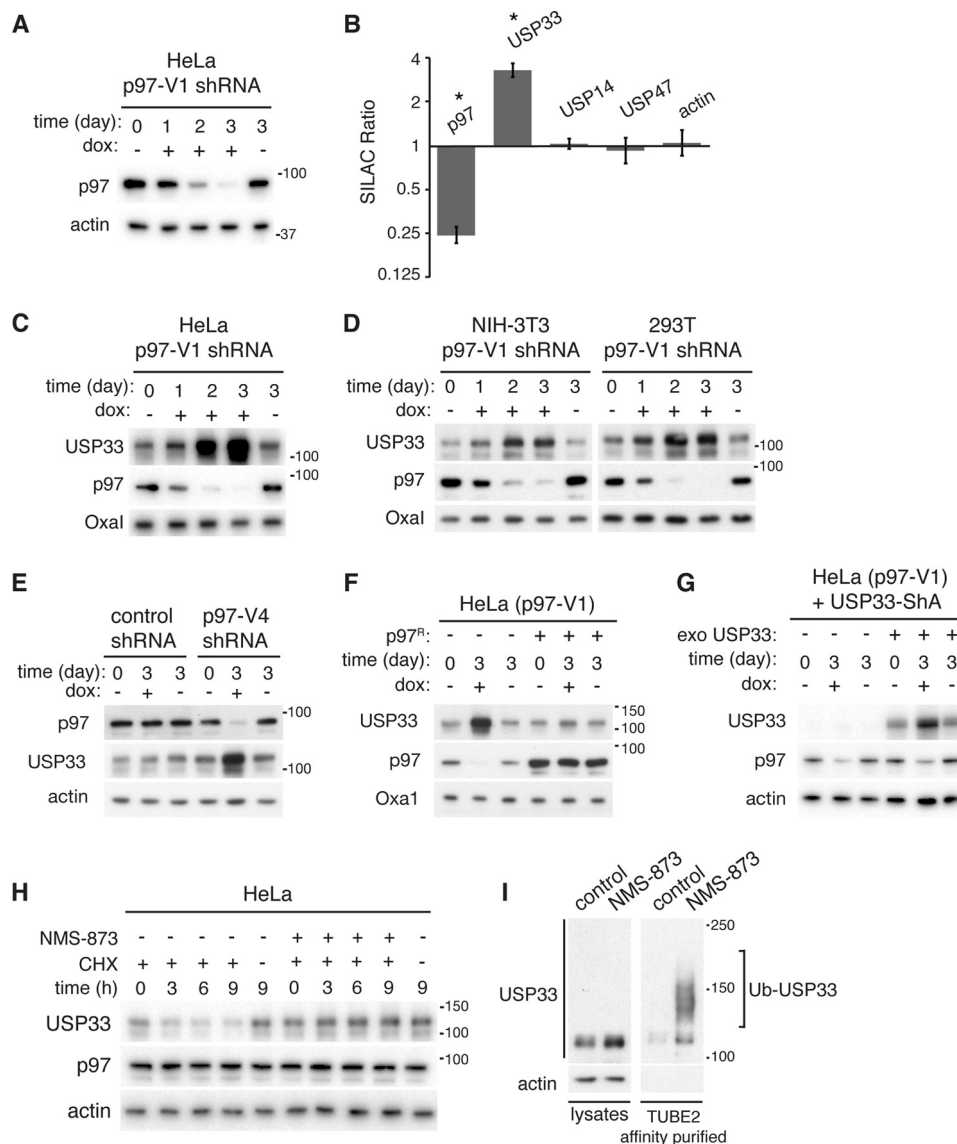 A
HeLa
p97-V1 shRNA
time (day): 0 1 2 3 3
dox: - + + + -
p97
-100
actin
-37
B
SILAC Ratio
4
2
1
0.5
0.25
0.125
* p97
* USP33
USP14
USP47
actin
C
HeLa
p97-V1 shRNA
time (day): 0 1 2 3 3
dox: - + + + -
USP33
-100
-100
p97
OxaI
D
NIH-3T3 293T
p97-V1 shRNA p97-V1 shRNA
time (day): 0 1 2 3 3 0 1 2 3 3
dox: - + + + - - + + + -
USP33
-100
-100
p97
OxaI
E
control p97-V4
shRNA shRNA
time (day): 0 3 3 0 3 3
dox: - + - - + -
p97
-100
USP33
-100
actin
F
HeLa (p97-V1)
p97R: - - - + + +
time (day): 0 3 3 0 3 3
dox: - + - - + -
USP33
150
100
100
p97
Oxa1
G
HeLa (p97-V1)
+ USP33-ShA
exo USP33: - - - + + +
time (day): 0 3 3 0 3 3
dox: - + - - + -
USP33
p97
actin
H
HeLa
NMS-873 - - - - - + + + + -
CHX + + + + - + + + + -
time (h) 0 3 6 9 9 0 3 6 9 9
USP33
-150
-100
p97
-100
actin
I
control NMS-873 control NMS-873
USP33
-250
-150
-100
Ub-USP33
actin
lysates TUBE2
affinity purified